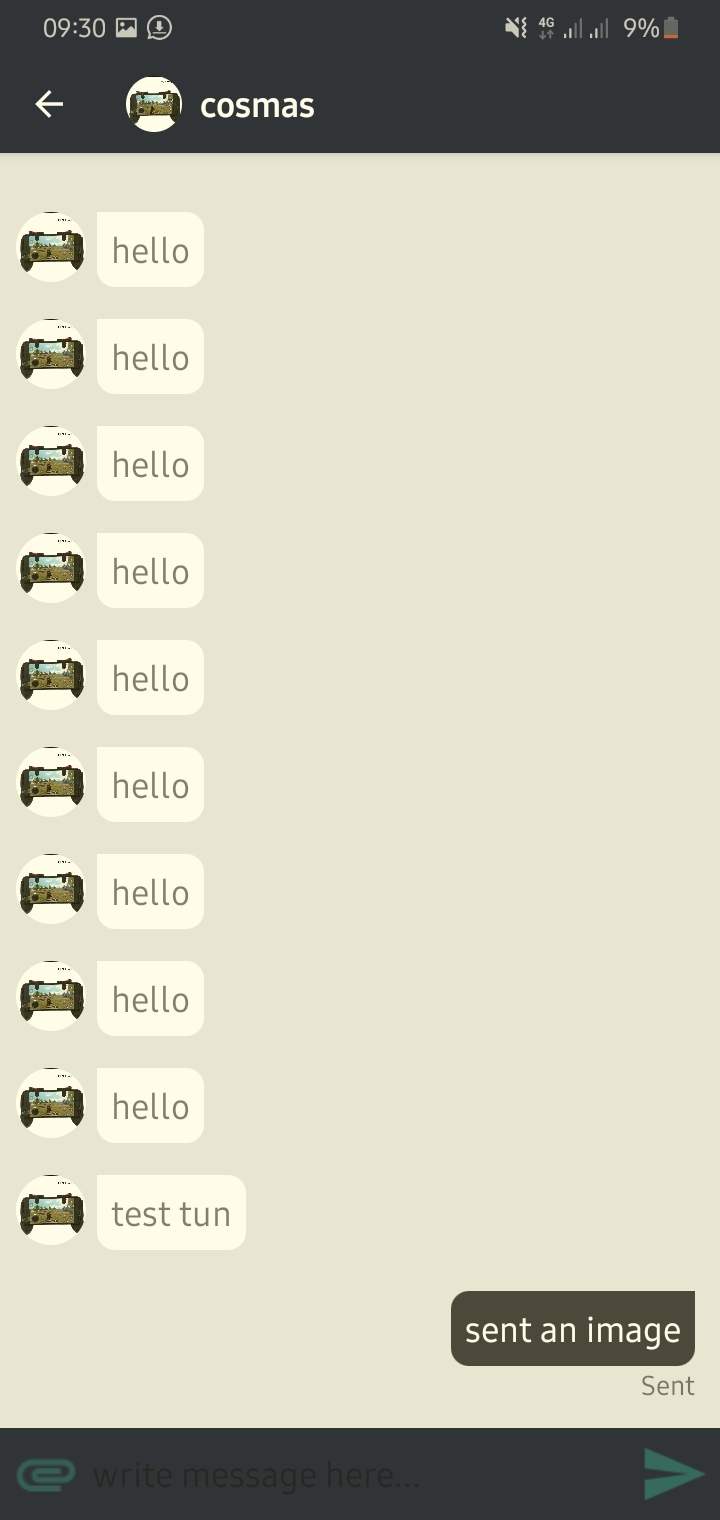 09:30
4G
9%
cosmas
hello
hello
hello
hello
hello
hello
hello
hello
hello
test tun
sent an image
Sent
write message here...